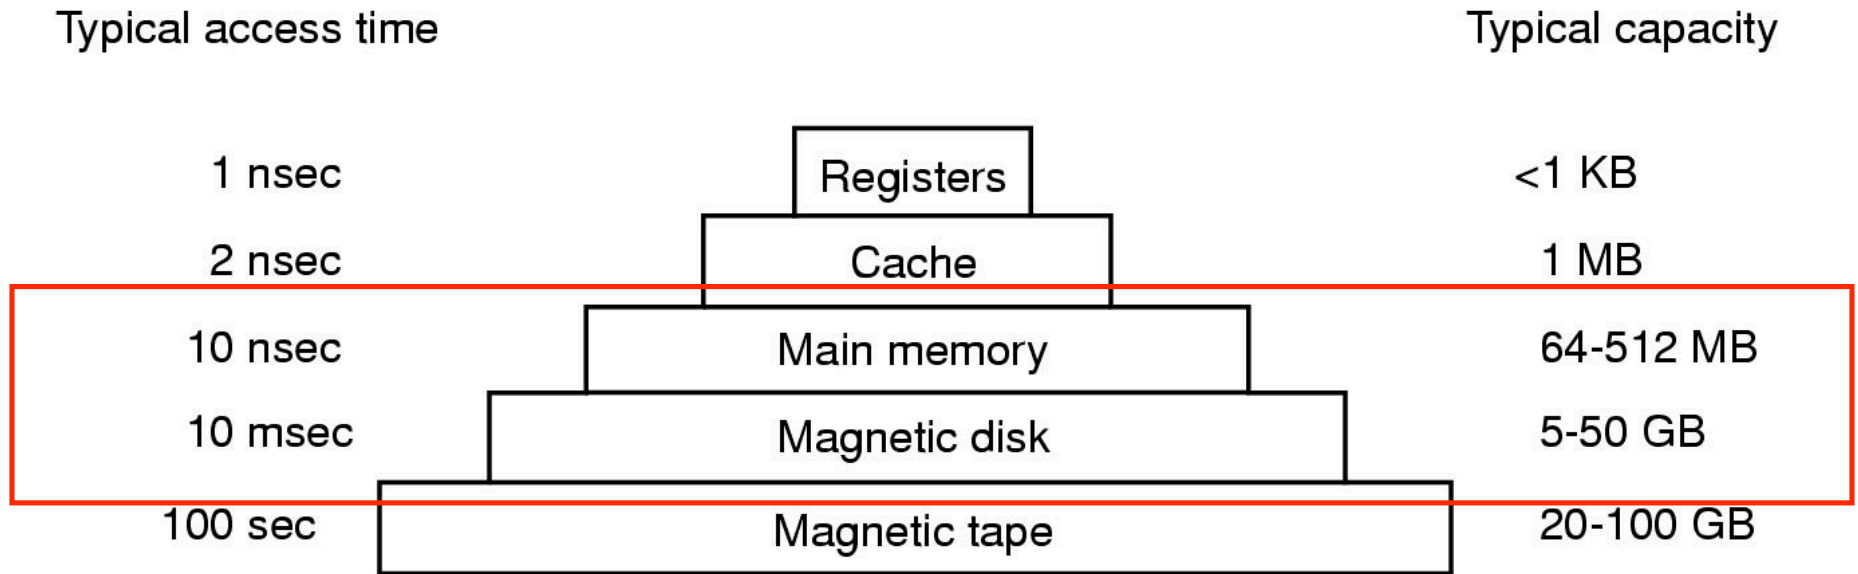 Typical access time Typical capacity
1 nsec Registers <1 KB
2 nsec Cache 1 MB
10 nsec Main memory 64-512 MB
10 msec Magnetic disk 5-50 GB
100 sec Magnetic tape 20-100 GB